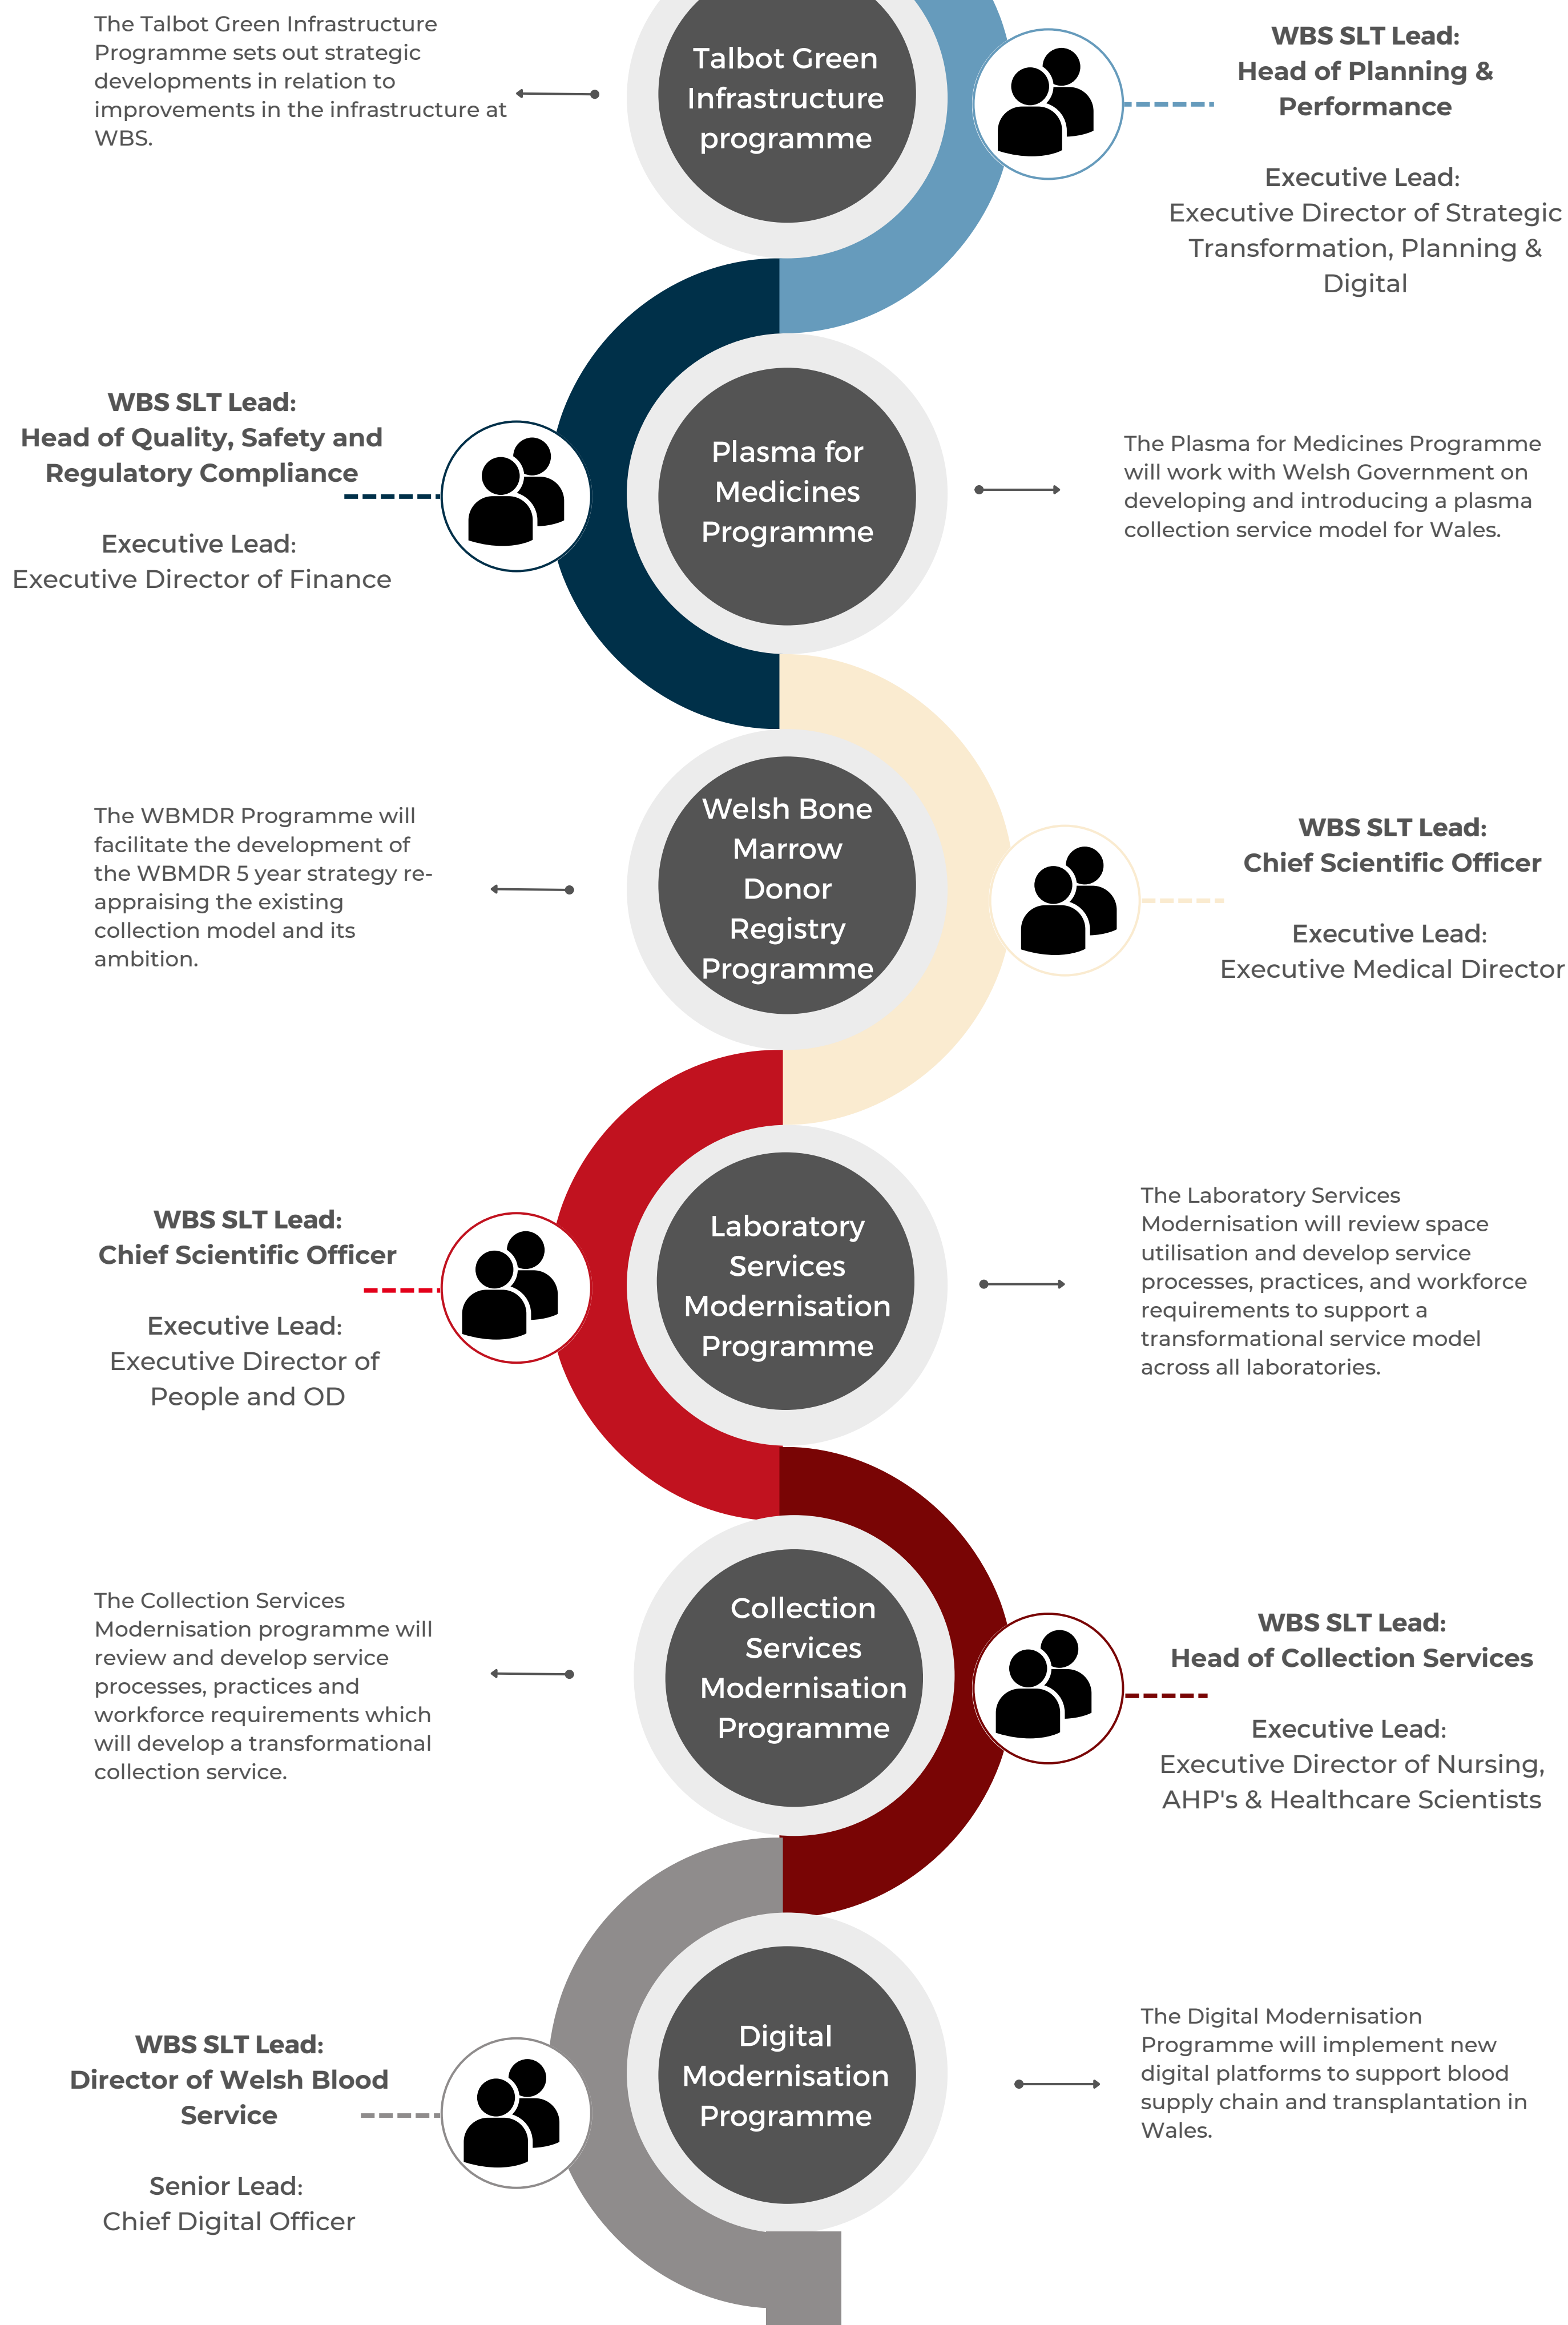 The Talbot Green Infrastructure
Programme sets out strategic
developments in relation to
improvements in the infrastructure at
WBS.
Talbot Green
Infrastructure
programme
WBS SLT Lead:
Head of Planning &
Performance
Executive Lead:
Executive Director of Strategic
Transformation, Planning &
Digital
WBS SLT Lead:
Head of Quality, Safety and
Regulatory Compliance
Executive Lead:
Executive Director of Finance
Plasma for
Medicines
Programme
The Plasma for Medicines Programme
will work with Welsh Government on
developing and introducing a plasma
collection service model for Wales.
The WBMDR Programme will
facilitate the development of
the WBMDR 5 year strategy re-
appraising the existing
collection model and its
ambition.
Welsh Bone
Marrow
Donor
Registry
Programme
WBS SLT Lead:
Chief Scientific Officer
Executive Lead:
Executive Medical Director
WBS SLT Lead:
Chief Scientific Officer
Executive Lead:
Executive Director of
People and OD
Laboratory
Services
Modernisation
Programme
The Laboratory Services
Modernisation will review space
utilisation and develop service
processes, practices, and workforce
requirements to support a
transformational service model
across all laboratories.
The Collection Services
Modernisation programme will
review and develop service
processes, practices and
workforce requirements which
will develop a transformational
collection service.
Collection
Services
Modernisation
Programme
WBS SLT Lead:
Head of Collection Services
Executive Lead:
Executive Director of Nursing,
AHP's & Healthcare Scientists
WBS SLT Lead:
Director of Welsh Blood
Service
Senior Lead:
Chief Digital Officer
Digital
Modernisation
Programme
The Digital Modernisation
Programme will implement new
digital platforms to support blood
supply chain and transplantation in
Wales.